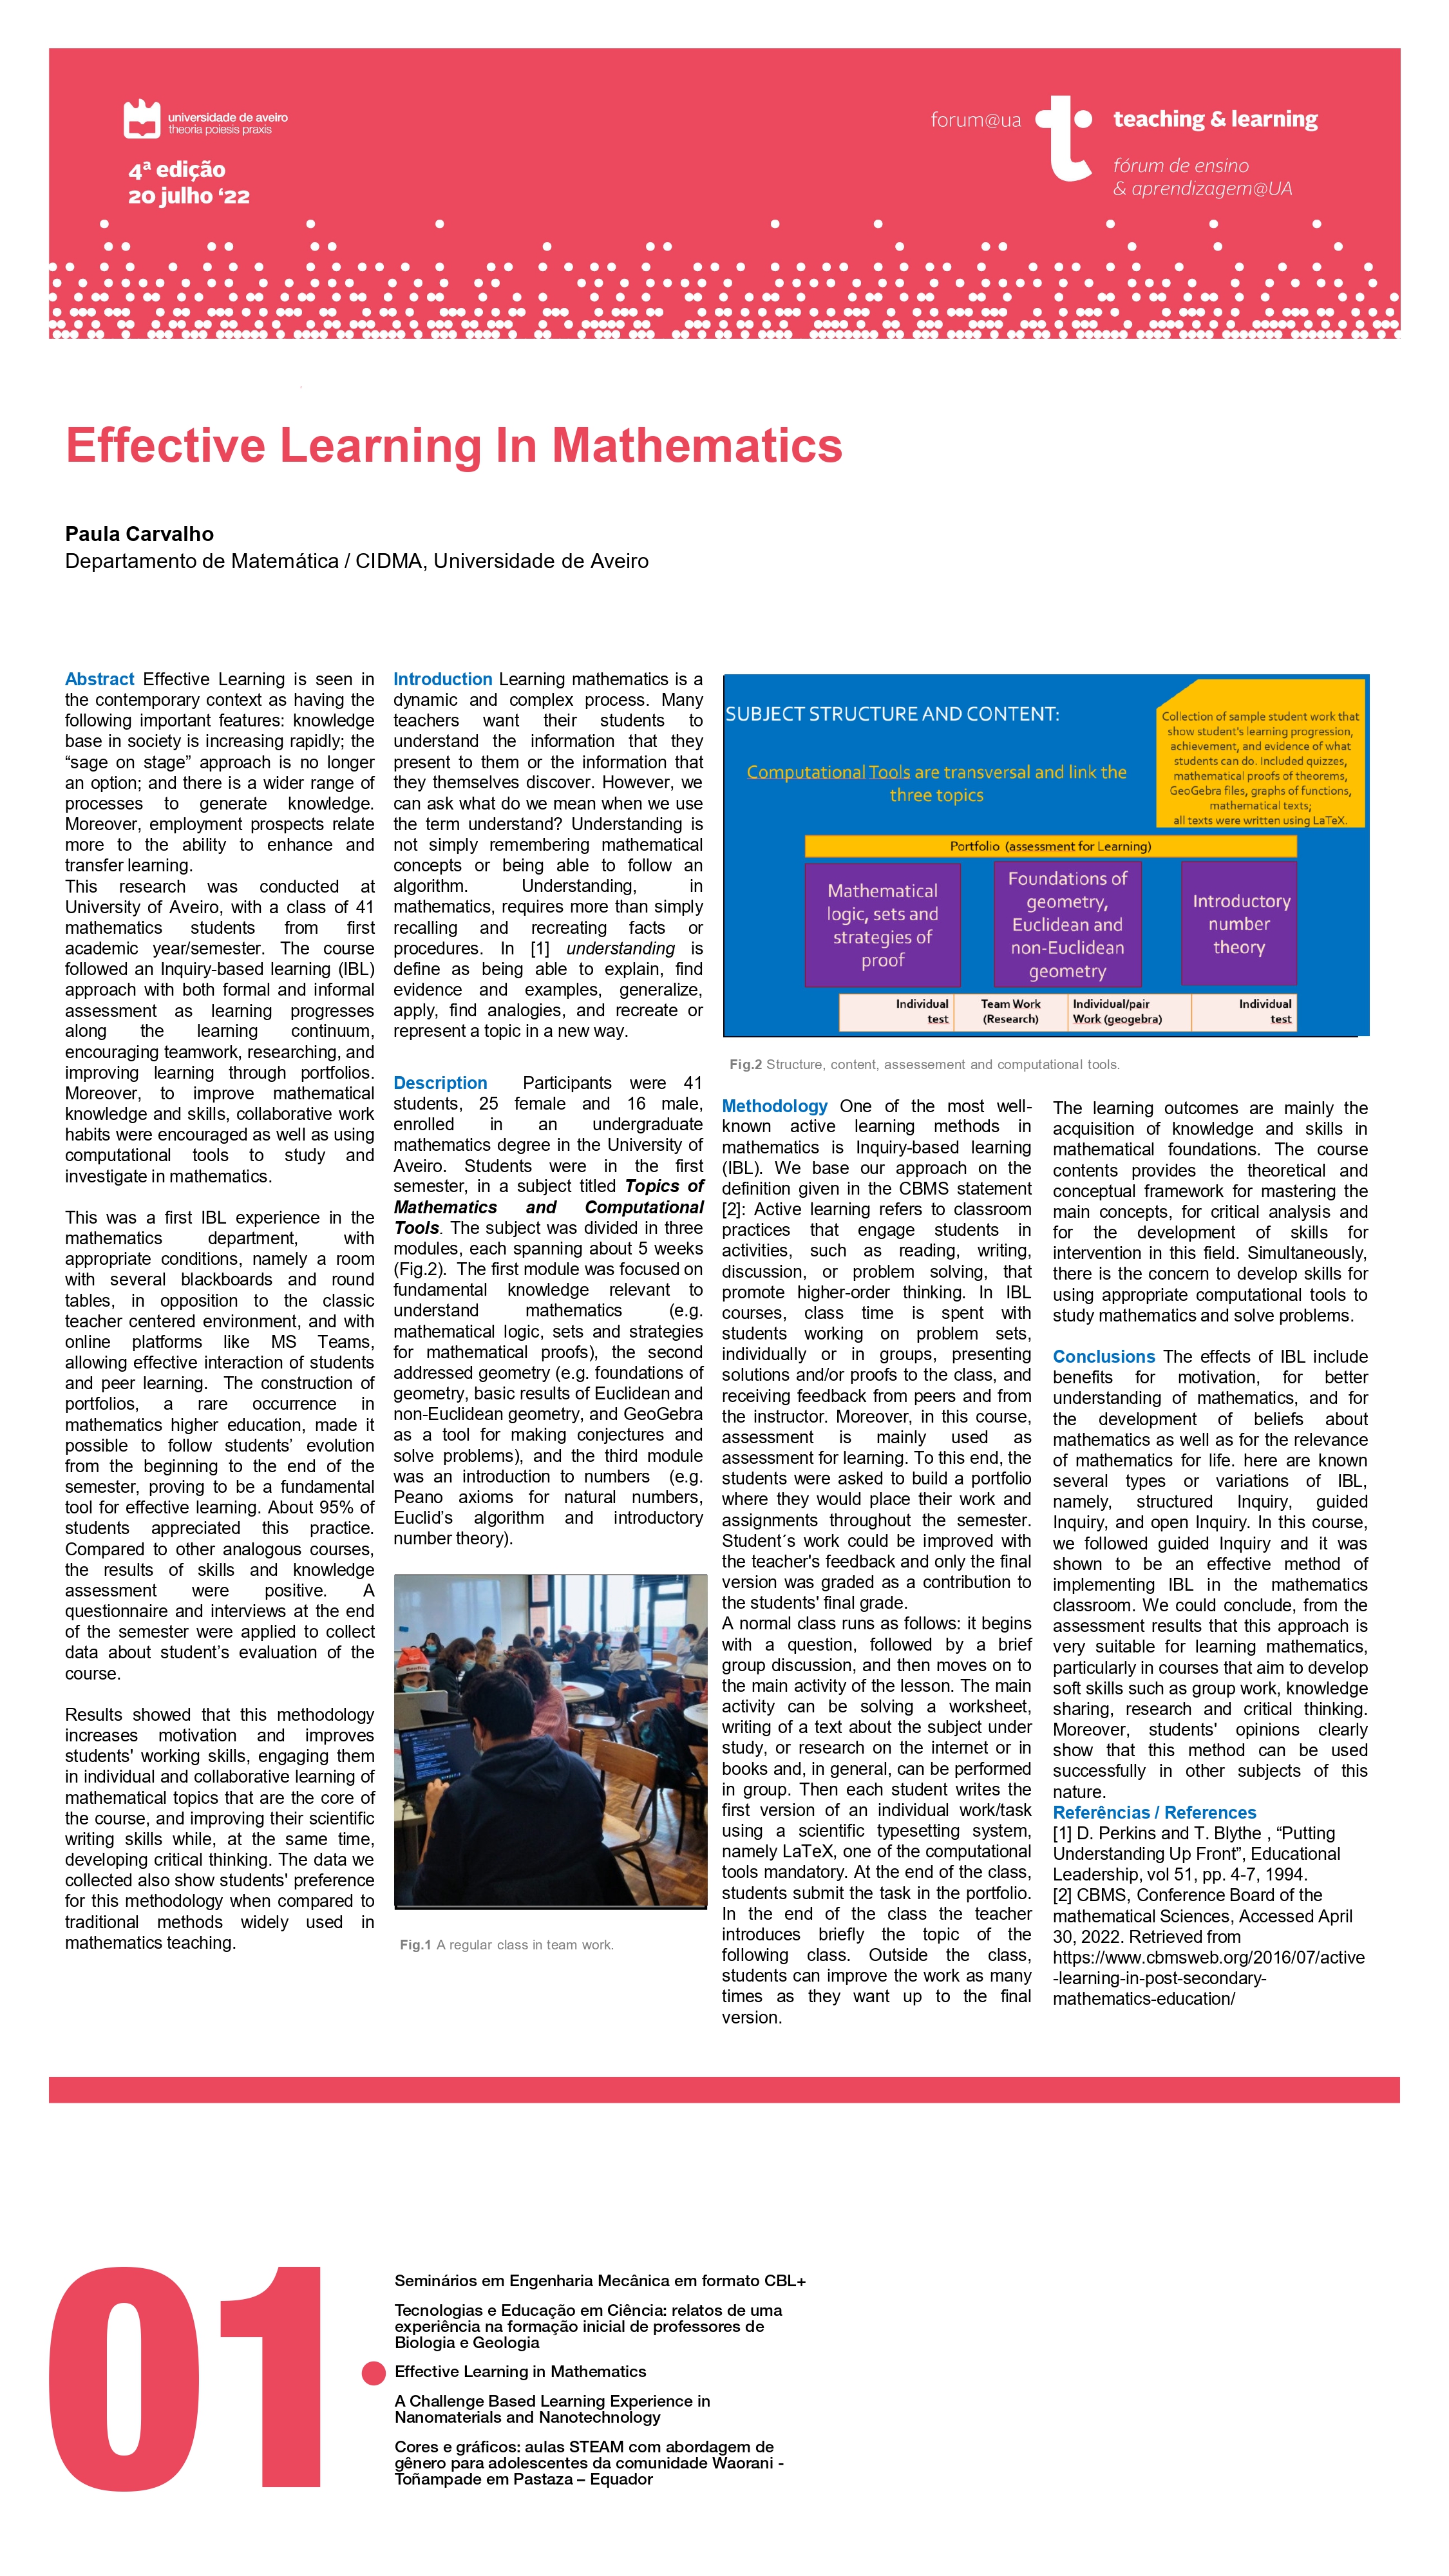 universidade de aveiro
theoria poiesis praxis
4ª edição
20 julho ‘22
forum@ua
teaching & learning
fórum de ensino
& aprendizagem@UA
Effective Learning In Mathematics
Paula Carvalho
Departamento de Matemática / CIDMA, Universidade de Aveiro
Abstract Effective Learning is seen in
the contemporary context as having the
following important features: knowledge
base in society is increasing rapidly; the
“sage on stage” approach is no longer
an option; and there is a wider range of
processes to generate knowledge.
Moreover, employment prospects relate
more to the ability to enhance and
transfer learning.
This research was conducted at
University of Aveiro, with a class of 41
mathematics students from first
academic year/semester. The course
followed an Inquiry-based learning (IBL)
approach with both formal and informal
assessment as learning progresses
along the learning continuum,
encouraging teamwork, researching, and
improving learning through portfolios.
Moreover, to improve mathematical
knowledge and skills, collaborative work
habits were encouraged as well as using
computational tools to study and
investigate in mathematics.
This was a first IBL experience in the
mathematics department, with
appropriate conditions, namely a room
with several blackboards and round
tables, in opposition to the classic
teacher centered environment, and with
online platforms like MS Teams,
allowing effective interaction of students
and peer learning. The construction of
portfolios, a rare occurrence in
mathematics higher education, made it
possible to follow students’ evolution
from the beginning to the end of the
semester, proving to be a fundamental
tool for effective learning. About 95% of
students appreciated this practice.
Compared to other analogous courses,
the results of skills and knowledge
assessment were positive. A
questionnaire and interviews at the end
of the semester were applied to collect
data about student’s evaluation of the
course.
Results showed that this methodology
increases motivation and improves
students' working skills, engaging them
in individual and collaborative learning of
mathematical topics that are the core of
the course, and improving their scientific
writing skills while, at the same time,
developing critical thinking. The data we
collected also show students' preference
for this methodology when compared to
traditional methods widely used in
mathematics teaching.
Introduction Learning mathematics is a
dynamic and complex process. Many
teachers want their students to
understand the information that they
present to them or the information that
they themselves discover. However, we
can ask what do we mean when we use
the term understand? Understanding is
not simply remembering mathematical
concepts or being able to follow an
algorithm. Understanding, in
mathematics, requires more than simply
recalling and recreating facts or
procedures. In [1] understanding is
define as being able to explain, find
evidence and examples, generalize,
apply, find analogies, and recreate or
represent a topic in a new way.
Description Participants were 41
students, 25 female and 16 male,
enrolled in an undergraduate
mathematics degree in the University of
Aveiro. Students were in the first
semester, in a subject titled Topics of
Mathematics and Computational
Tools. The subject was divided in three
modules, each spanning about 5 weeks
(Fig.2). The first module was focused on
fundamental knowledge relevant to
understand mathematics (e.g.
mathematical logic, sets and strategies
for mathematical proofs), the second
addressed geometry (e.g. foundations of
geometry, basic results of Euclidean and
non-Euclidean geometry, and GeoGebra
as a tool for making conjectures and
solve problems), and the third module
was an introduction to numbers (e.g.
Peano axioms for natural numbers,
Euclid’s algorithm and introductory
number theory).
Fig.1 A regular class in team work.
SUBJECT STRUCTURE AND CONTENT:
Computational Tools are transversal and link the
three topics
Collection of sample student work that
show student's learning progression,
achievement, and evidence of what
students can do. Included quizzes,
mathematical proofs of theorems,
GeoGebra files, graphs of functions,
mathematical texts;
all texts were written using LaTeX.
Portfolio (assessment for Learning)
Mathematical
logic, sets and
strategies of
proof
Foundations of
geometry,
Euclidean and
non-Euclidean
geometry
Introductory
number
theory
Individual
test
Team Work
(Research)
Individual/pair
Work (geogebra)
Individual
test
Fig.2 Structure, content, assessement and computational tools.
Methodology One of the most well-
known active learning methods in
mathematics is Inquiry-based learning
(IBL). We base our approach on the
definition given in the CBMS statement
[2]: Active learning refers to classroom
practices that engage students in
activities, such as reading, writing,
discussion, or problem solving, that
promote higher-order thinking. In IBL
courses, class time is spent with
students working on problem sets,
individually or in groups, presenting
solutions and/or proofs to the class, and
receiving feedback from peers and from
the instructor. Moreover, in this course,
assessment is mainly used as
assessment for learning. To this end, the
students were asked to build a portfolio
where they would place their work and
assignments throughout the semester.
Student´s work could be improved with
the teacher's feedback and only the final
version was graded as a contribution to
the students' final grade.
A normal class runs as follows: it begins
with a question, followed by a brief
group discussion, and then moves on to
the main activity of the lesson. The main
activity can be solving a worksheet,
writing of a text about the subject under
study, or research on the internet or in
books and, in general, can be performed
in group. Then each student writes the
first version of an individual work/task
using a scientific typesetting system,
namely LaTeX, one of the computational
tools mandatory. At the end of the class,
students submit the task in the portfolio.
In the end of the class the teacher
introduces briefly the topic of the
following class. Outside the class,
students can improve the work as many
times as they want up to the final
version.
The learning outcomes are mainly the
acquisition of knowledge and skills in
mathematical foundations. The course
contents provides the theoretical and
conceptual framework for mastering the
main concepts, for critical analysis and
for the development of skills for
intervention in this field. Simultaneously,
there is the concern to develop skills for
using appropriate computational tools to
study mathematics and solve problems.
Conclusions The effects of IBL include
benefits for motivation, for better
understanding of mathematics, and for
the development of beliefs about
mathematics as well as for the relevance
of mathematics for life. here are known
several types or variations of IBL,
namely, structured Inquiry, guided
Inquiry, and open Inquiry. In this course,
we followed guided Inquiry and it was
shown to be an effective method of
implementing IBL in the mathematics
classroom. We could conclude, from the
assessment results that this approach is
very suitable for learning mathematics,
particularly in courses that aim to develop
soft skills such as group work, knowledge
sharing, research and critical thinking.
Moreover, students' opinions clearly
show that this method can be used
successfully in other subjects of this
nature.
Referências / References
[1] D. Perkins and T. Blythe , “Putting
Understanding Up Front”, Educational
Leadership, vol 51, pp. 4-7, 1994.
[2] CBMS, Conference Board of the
mathematical Sciences, Accessed April
30, 2022. Retrieved from
https://www.cbmsweb.org/2016/07/active
-learning-in-post-secondary-
mathematics-education/
01
Seminários em Engenharia Mecânica em formato CBL+
Tecnologias e Educação em Ciência: relatos de uma
experiência na formação inicial de professores de
Biologia e Geologia
Effective Learning in Mathematics
A Challenge Based Learning Experience in
Nanomaterials and Nanotechnology
Cores e gráficos: aulas STEAM com abordagem de
gênero para adolescentes da comunidade Waorani -
Toñampade em Pastaza – Equador